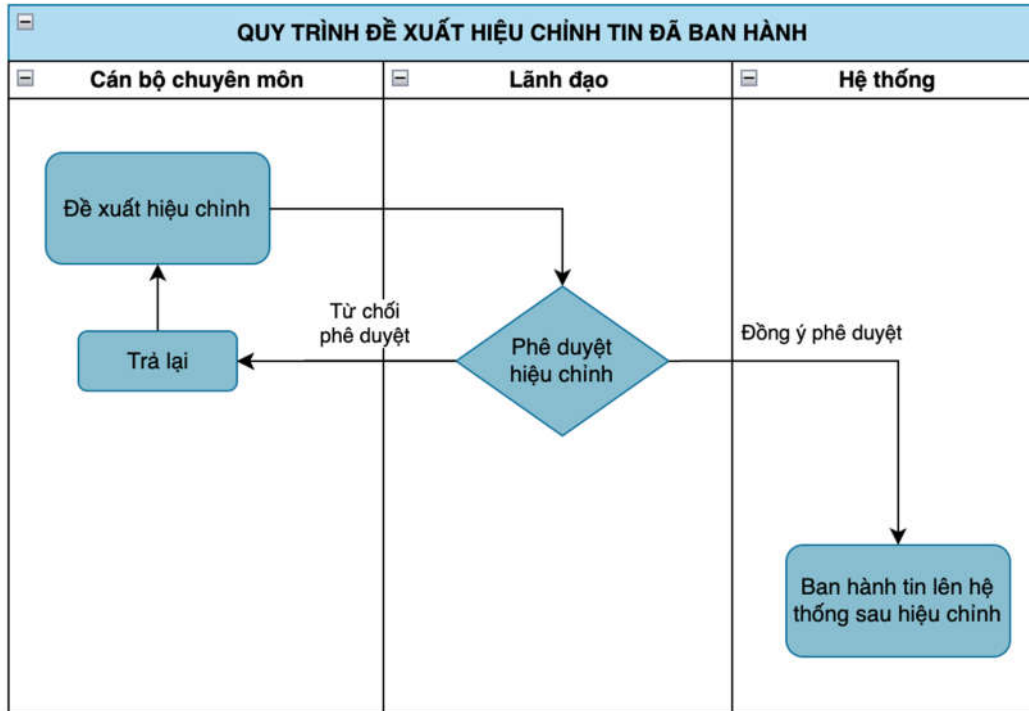 QUY TRÌNH ĐỀ XUẤT HIỆU CHỈNH TIN ĐÃ BAN HÀNH
Cán bộ chuyên môn
Lãnh đạo
Hệ thống
Đề xuất hiệu chỉnh
Từ chối
phê duyệt
Đồng ý phê duyệt
Trả lại
Phê duyệt
hiệu chỉnh
Ban hành tin lên hệ
thống sau hiệu chỉnh